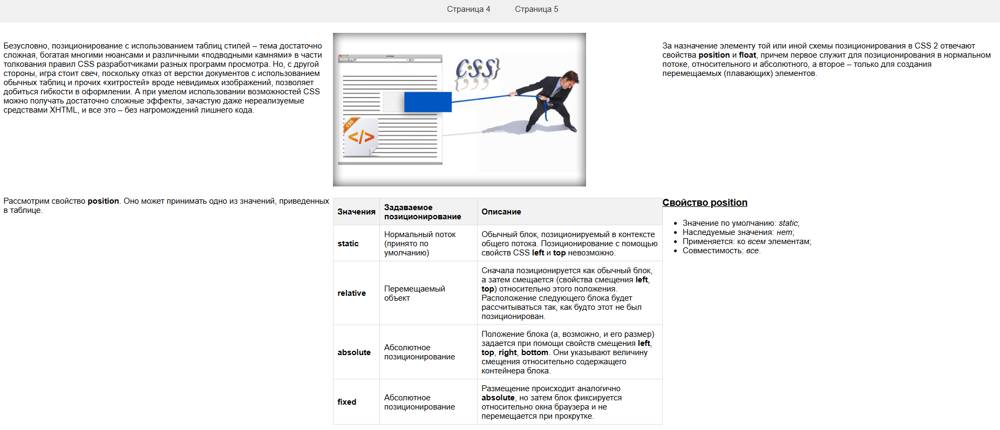 Страница 4 Страница 5
Безусловно, позиционирование с использованием таблиц стилей – тема достаточно
сложная, богатая многими нюансами и различными «подводными камнями» в части
толкования правил CSS разработчиками разных программ просмотра. Но, с другой
стороны, игра стоит свеч, поскольку отказ от верстки документов с использованием
обычных таблиц и прочих «хитростей» вроде невидимых изображений, позволяет
добиться гибкости в оформлении. А при умелом использовании возможностей CSS
можно получать достаточно сложные эффекты, зачастую даже нереализуемые
средствами XHTML, и все это – без нагромождений лишнего кода.
{CSS}
{;;;}
CSS
</>
За назначение элементу той или иной схемы позиционирования в CSS 2 отвечают
свойства position и float, причем первое служит для позиционирования в нормальном
потоке, относительного и абсолютного, а второе – только для создания
перемещаемых (плавающих) элементов.
Рассмотрим свойство position. Оно может принимать одно из значений, приведенных
в таблице.
Значения
Задаваемое
позиционирование
Описание
static
Нормальный поток
(принято по
умолчанию)
Обычный блок, позиционируемый в контексте
общего потока. Позиционирование с помощью
свойств CSS left и top невозможно.
relative
Перемещаемый
объект
Сначала позиционируется как обычный блок,
а затем смещается (свойства смещения left,
top) относительно этого положения.
Расположение следующего блока будет
рассчитываться так, как будто этот не был
позиционирован.
absolute
Абсолютное
позиционирование
Положение блока (а, возможно, и его размер)
задается при помощи свойств смещения left,
top, right, bottom. Они указывают величину
смещения относительно содержащего
контейнера блока.
fixed
Абсолютное
позиционирование
Размещение происходит аналогично
absolute, но затем блок фиксируется
относительно окна браузера и не
перемещается при прокрутке.
Свойство position
• Значение по умолчанию: static;
• Наследуемые значения: нет;
• Применяется: ко всем элементам;
• Совместимость: все.